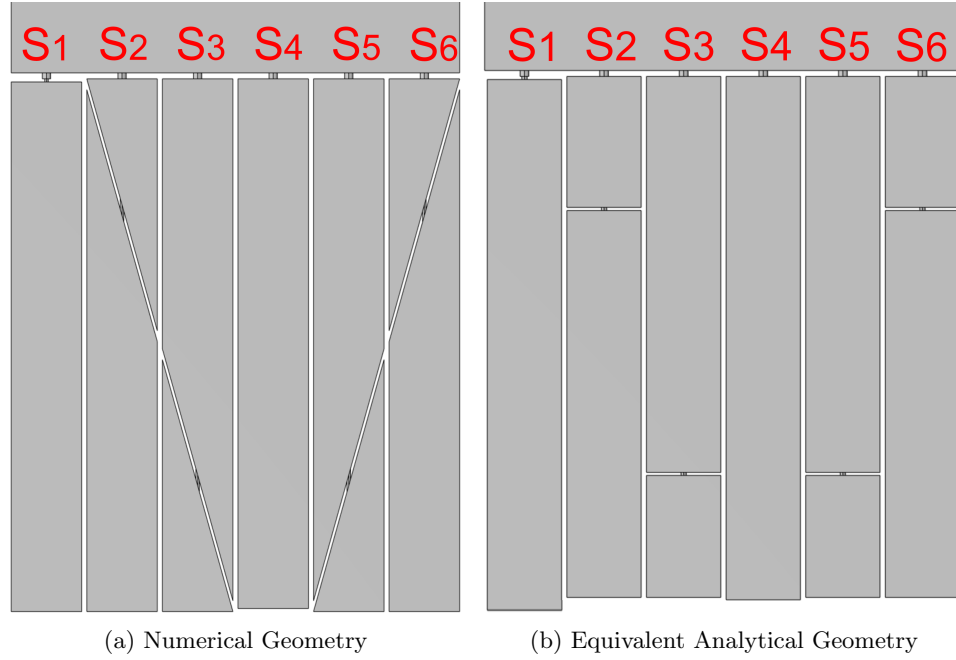 S1 S2 S3 S4 S5 S6
S1 S2 S3 S4 S5 S6
(a) Numerical Geometry
(b) Equivalent Analytical Geometry